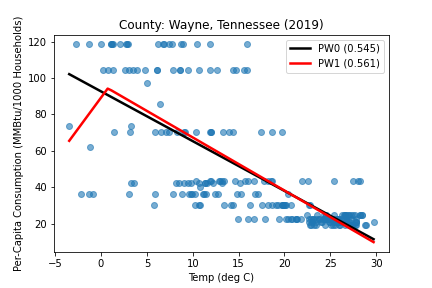 County: Wayne, Tennessee (2019)
Per-Capita Consumption (MMBtu/1000 Households)
120
100
80
60
40
20
PW0 (0.545)
PW1 (0.561)
−5 0 5 10 15 20 25 30
Temp (deg C)